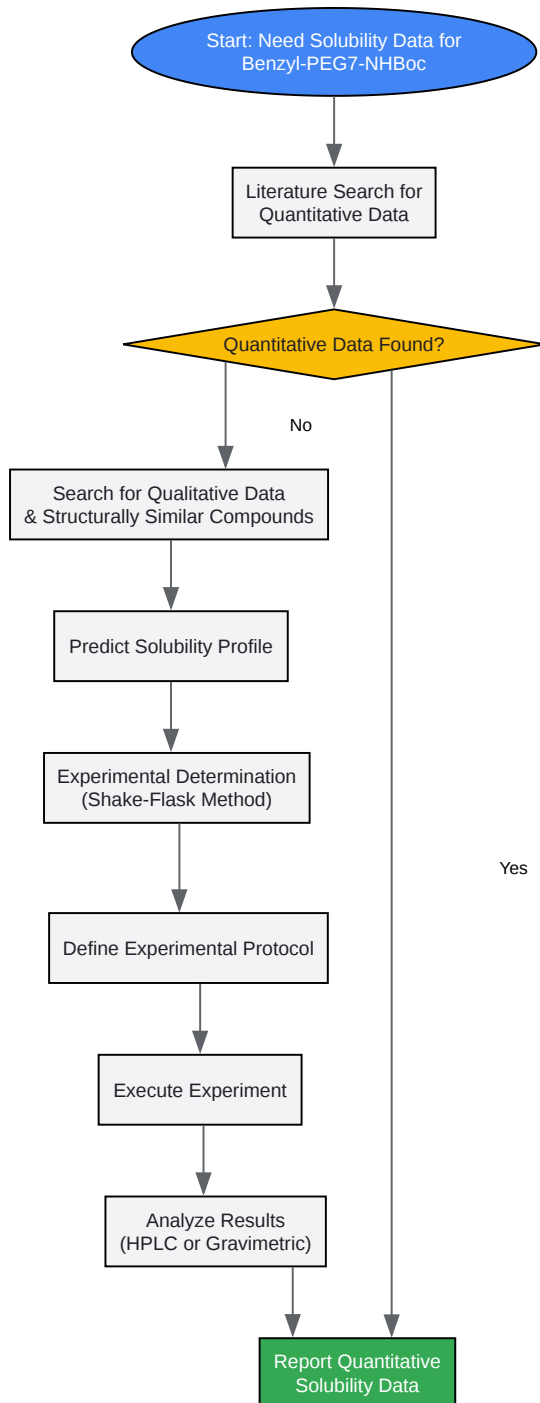 Start: Need Solubility Data for
Benzyl-PEG7-NHBoc
Literature Search for
Quantitative Data
Quantitative Data Found?
No
Search for Qualitative Data
& Structurally Similar Compounds
Predict Solubility Profile
Experimental Determination
(Shake-Flask Method)
Yes
Define Experimental Protocol
Execute Experiment
Analyze Results
(HPLC or Gravimetric)
Report Quantitative
Solubility Data